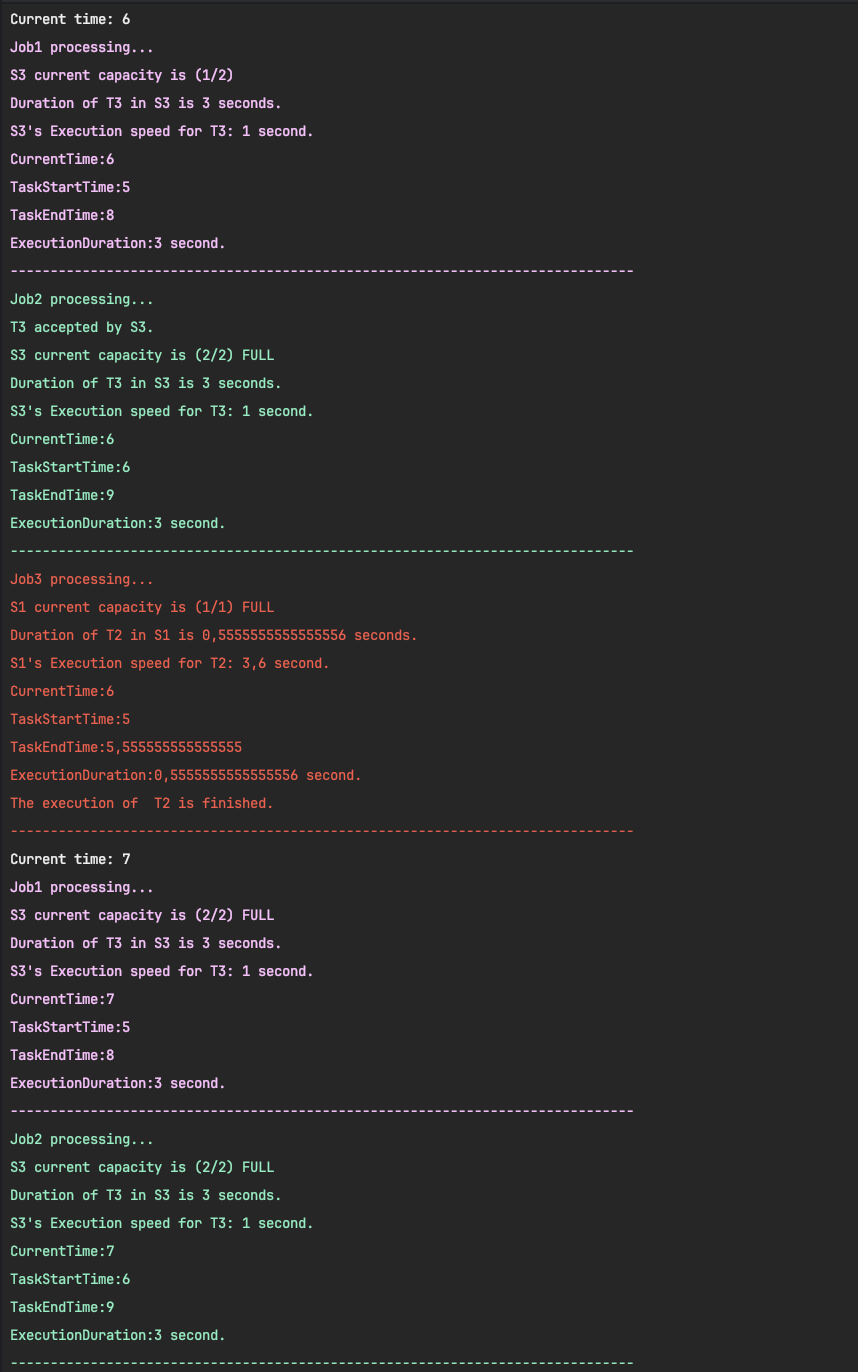 Current time: 6
Job1 processing...
S3 current capacity is (1/2)
Duration of T3 in S3 is 3 seconds.
S3's Execution speed for T3: 1 second.
CurrentTime:6
TaskStartTime:5
TaskEndTime:8
ExecutionDuration:3 second.
------------------------------------------------------------------------------
Job2 processing...
T3 accepted by S3.
S3 current capacity is (2/2) FULL
Duration of T3 in S3 is 3 seconds.
S3's Execution speed for T3: 1 second.
CurrentTime:6
TaskStartTime:6
TaskEndTime:9
ExecutionDuration:3 second.
------------------------------------------------------------------------------
Job3 processing...
S1 current capacity is (1/1) FULL
Duration of T2 in S1 is 0,5555555555555556 seconds.
S1's Execution speed for T2: 3,6 second.
CurrentTime:6
TaskStartTime:5
TaskEndTime:5,555555555555555
ExecutionDuration:0,5555555555555556 second.
The execution of  T2 is finished.
------------------------------------------------------------------------------
Current time: 7
Job1 processing...
S3 current capacity is (2/2) FULL
Duration of T3 in S3 is 3 seconds.
S3's Execution speed for T3: 1 second.
CurrentTime:7
TaskStartTime:5
TaskEndTime:8
ExecutionDuration:3 second.
------------------------------------------------------------------------------
Job2 processing...
S3 current capacity is (2/2) FULL
Duration of T3 in S3 is 3 seconds.
S3's Execution speed for T3: 1 second.
CurrentTime:7
TaskStartTime:6
TaskEndTime:9
ExecutionDuration:3 second.
------------------------------------------------------------------------------